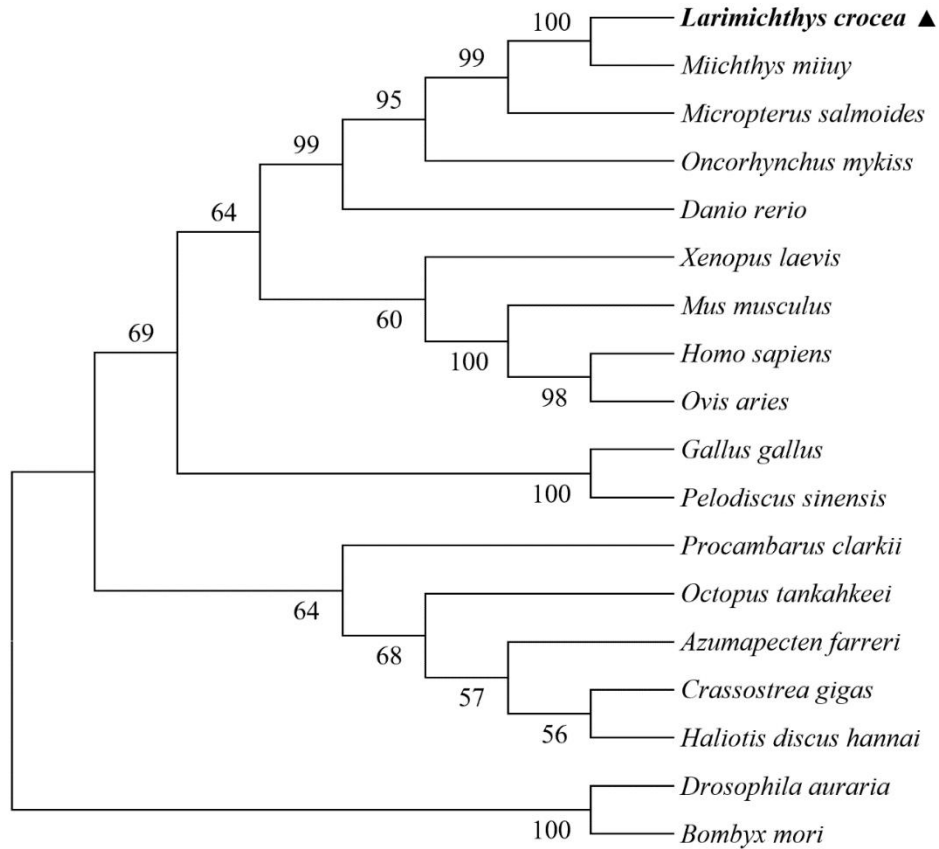 100
Larimichthys crocea ▲
Miichthys miiuy
99
Micropterus salmoides
95
Oncorhynchus mykiss
99
Danio rerio
64
Xenopus laevis
60
Mus musculus
69
100
Homo sapiens
98
Ovis aries
Gallus gallus
100
Pelodiscus sinensis
Procambarus clarkii
64
Octopus tankahkeei
68
Azumapecten farreri
57
Crassostrea gigas
56
Haliotis discus hannai
Drosophila auraria
100
Bombyx mori